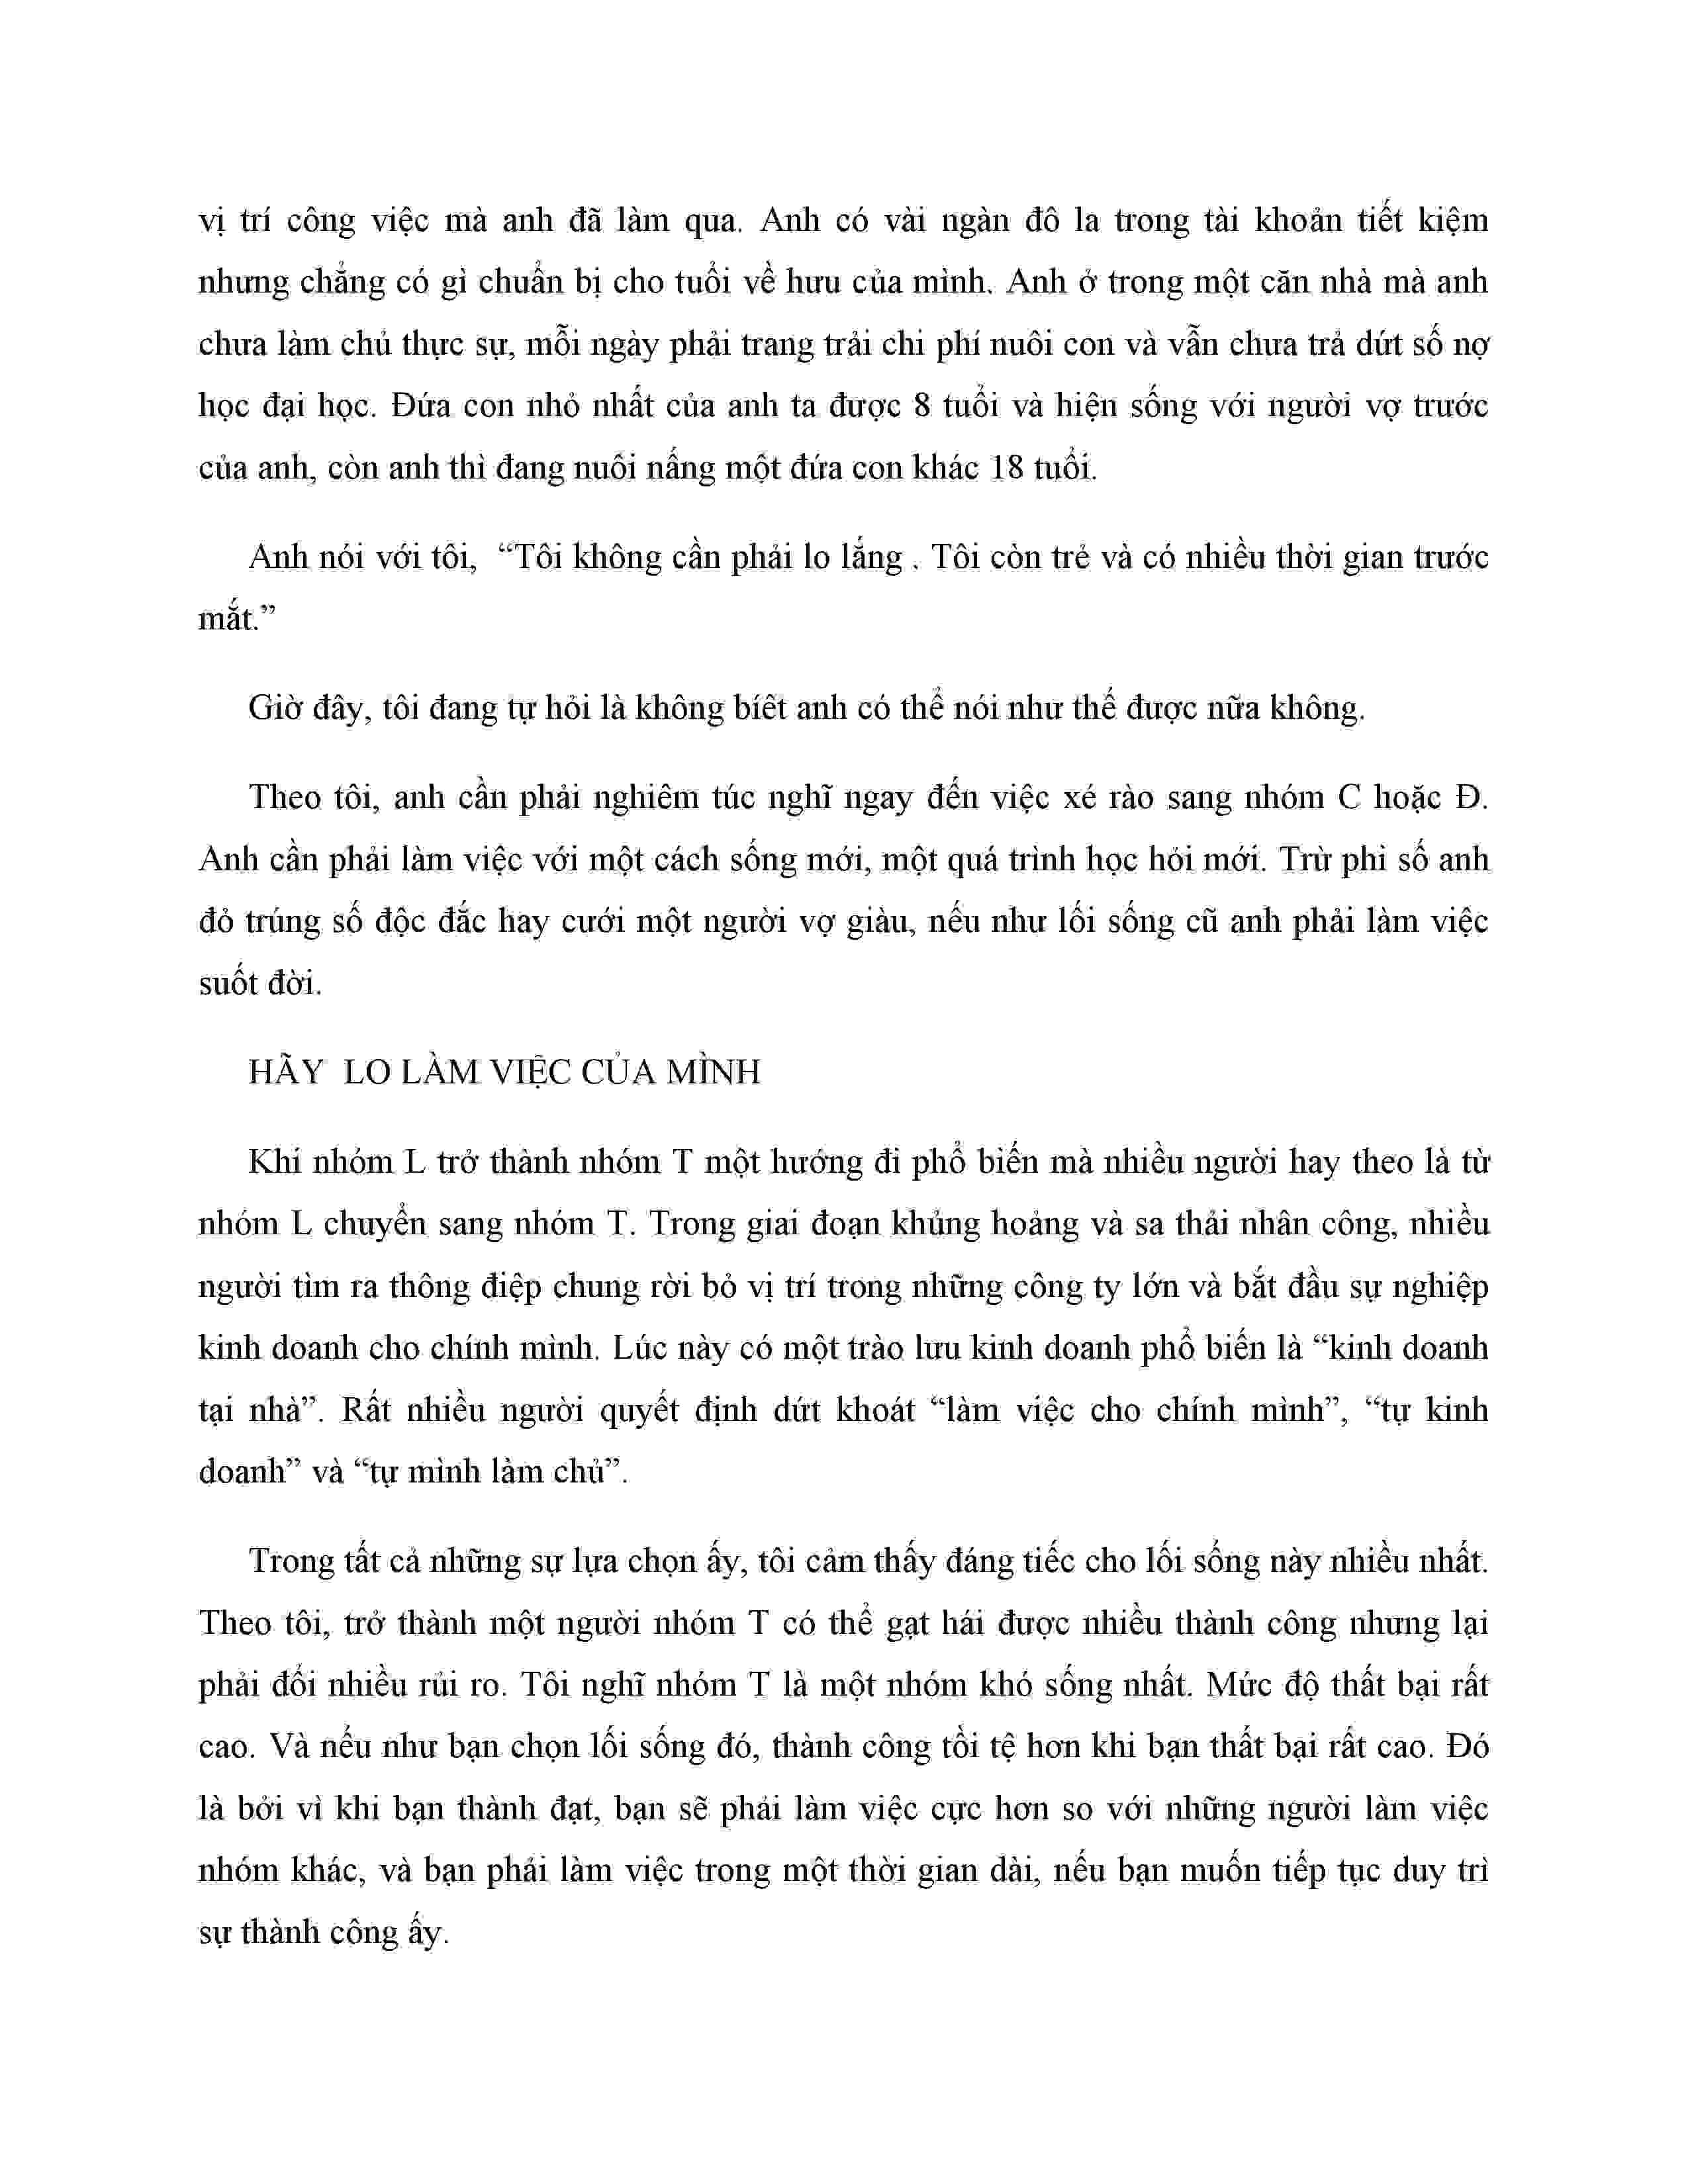 vị trí công việc mà anh đã làm qua. Anh có vài ngàn đô la trong tài khoản tiết kiệm
nhưng chẳng có gì chuẩn bị cho tuổi về hưu của mình. Anh ở trong một căn nhà mà anh
chưa làm chủ thực sự, mỗi ngày phải trang trải chi phí nuôi con và vẫn chưa trả dứt số nợ
học đại học. Đứa con nhỏ nhất của anh ta được 8 tuổi và hiện sống với người vợ trước
của anh, còn anh thì đang nuôi nấng một đứa con khác 18 tuổi.
Anh nói với tôi, “Tôi không cần phải lo lắng . Tôi còn trẻ và có nhiều thời gian trước
mắt.”
Giờ đây, tôi đang tự hỏi là không bíêt anh có thể nói như thế được nữa không.
Theo tôi, anh cần phải nghiêm túc nghĩ ngay đến việc xé rào sang nhóm C hoặc Đ.
Anh cần phải làm việc với một cách sống mới, một quá trình học hỏi mới. Trừ phi số anh
đỏ trúng số độc đắc hay cưới một người vợ giàu, nếu như lối sống cũ anh phải làm việc
suốt đời.
HÃY LO LÀM VIỆC CỦA MÌNH
Khi nhóm L trở thành nhóm T một hướng đi phổ biến mà nhiều người hay theo là từ
nhóm L chuyển sang nhóm T. Trong giai đoạn khủng hoảng và sa thải nhân công, nhiều
người tìm ra thông điệp chung rời bỏ vị trí trong những công ty lớn và bắt đầu sự nghiệp
kinh doanh cho chính mình. Lúc này có một trào lưu kinh doanh phổ biến là “kinh doanh
tại nhà”. Rất nhiều người quyết định dứt khoát “làm việc cho chính mình”, “tự kinh
doanh” và “tự mình làm chủ”.
Trong tất cả những sự lựa chọn ấy, tôi cảm thấy đáng tiếc cho lối sống này nhiều nhất.
Theo tôi, trở thành một người nhóm T có thể gạt hái được nhiều thành công nhưng lại
phải đổi nhiều rủi ro. Tôi nghĩ nhóm T là một nhóm khó sống nhất. Mức độ thất bại rất
cao. Và nếu như bạn chọn lối sống đó, thành công tồi tệ hơn khi bạn thất bại rất cao. Đó
là bởi vì khi bạn thành đạt, bạn sẽ phải làm việc cực hơn so với những người làm việc
nhóm khác, và bạn phải làm việc trong một thời gian dài, nếu bạn muốn tiếp tục duy trì
sự thành công ấy.